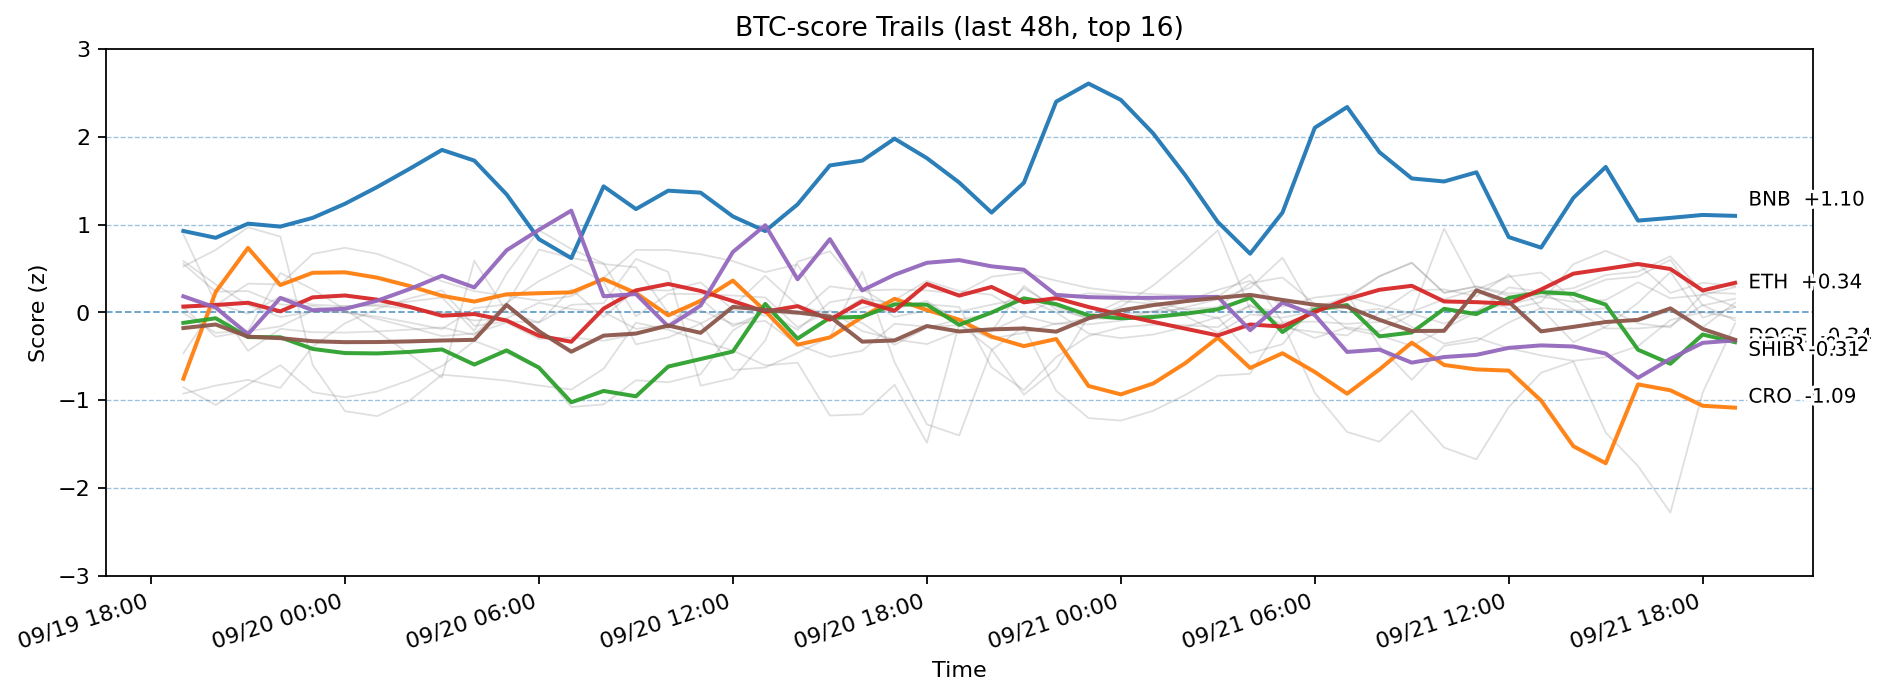 BTC-score Trails (last 48h, top 16)
3
2
1
0
−1
−2
−3
Score (z)
BNB +1.10
ETH +0.34
SHIB -0.31
CRO -1.09
09/19 18:00
09/20 00:00
09/20 06:00
09/20 12:00
09/20 18:00
09/21 00:00
09/21 06:00
09/21 12:00
09/21 18:00
Time